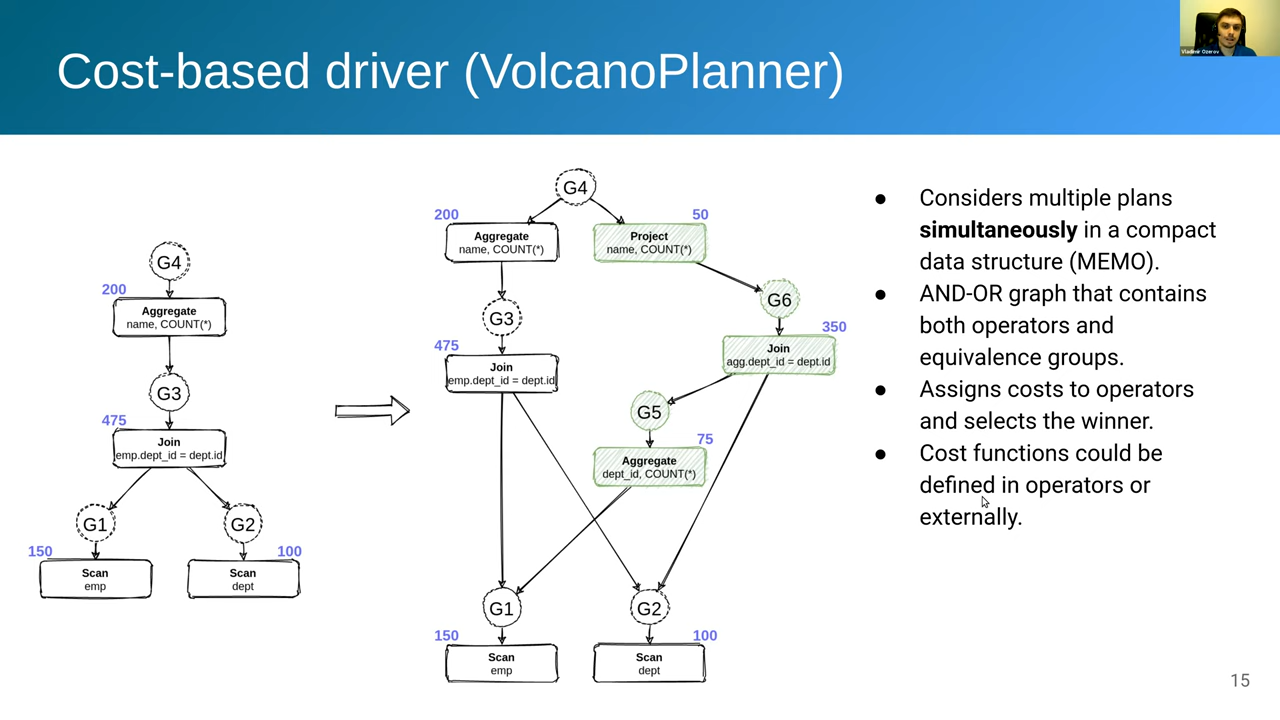 Cost-based driver (VolcanoPlanner)
Vladimir Ozerov
G4
200
Aggregate
name, COUNT(*)
G3
475
Join
emp.dept_id = dept.id
G1
G2
150
100
Scan
emp
Scan
dept
G4
200
50
Aggregate
name, COUNT(*)
Project
name, COUNT(*)
G6
G3
350
475
Join
agg.dept_id = dept.id
Join
emp.dept_id = dept.id
G5
75
Aggregate
dept_id, COUNT(*)
G1
G2
150
100
Scan
emp
Scan
dept
● Considers multiple plans
simultaneously in a compact
data structure (MEMO).
● AND-OR graph that contains
both operators and
equivalence groups.
● Assigns costs to operators
and selects the winner.
● Cost functions could be
defined in operators or
externally.
15